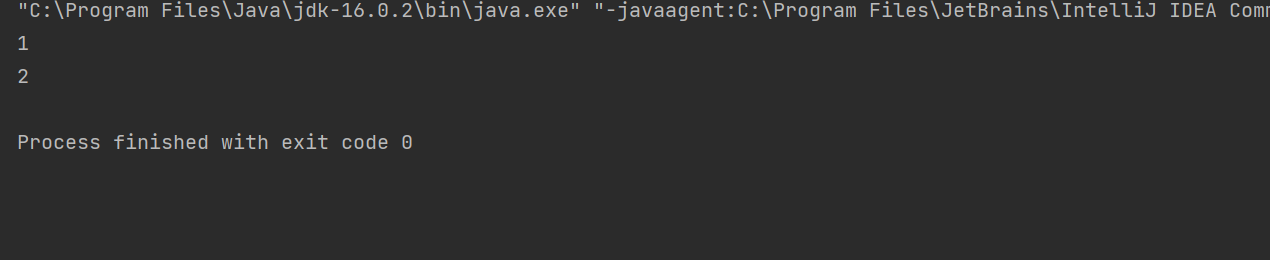 "C:\Program Files\Java\jdk-16.0.2\bin\java.exe" "-javaagent:C:\Program Files\JetBrains\IntelliJ IDEA Com
1
2
Process finished with exit code 0